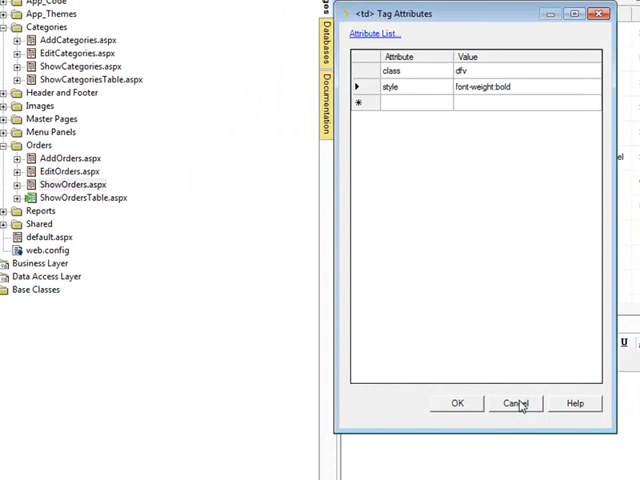 App_Code
App_Themes
Categories
AddCategories.aspx
EditCategories.aspx
ShowCategories.aspx
ShowCategoriesTable.aspx
Header and Footer
Images
Master Pages
Menu Panels
Orders
AddOrders.aspx
EditOrders.aspx
ShowOrders.aspx
ShowOrdersTable.aspx
Reports
Shared
default.aspx
web.config
Business Layer
Data Access Layer
Base Classes
Databases
Documentation
<td> Tag Attributes
Attribute List...
Attribute Value
class dfv
style font-weight:bold
OK Cancel Help
U